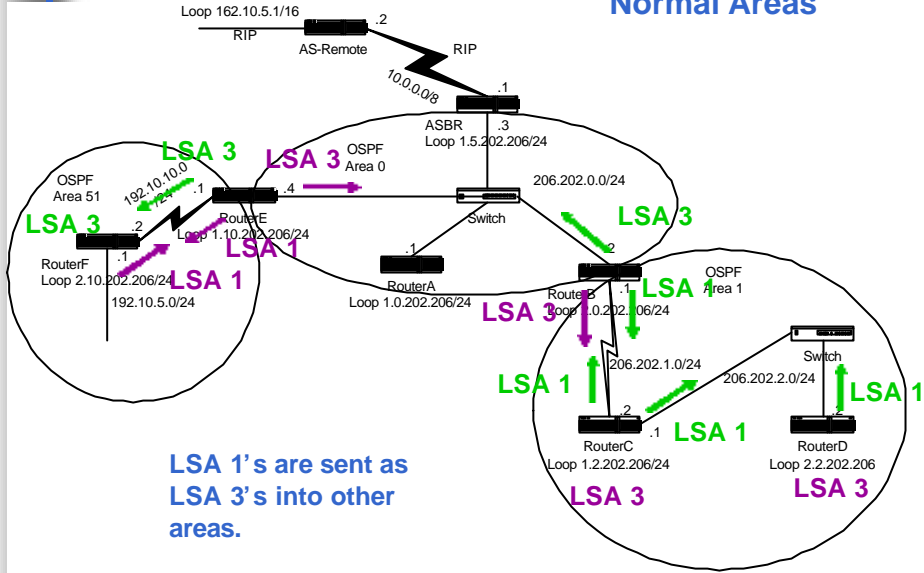 Normal Areas
Loop 162.10.5.1/16
RIP
.2
AS-Remote
RIP
10.0.0.0/8
.1
ASBR
.3
Loop 1.5.202.206/24
LSA 3
OSPF
Area 51
192.10.10.0
/24
.1
RouterE
Loop 1.10.202.206/24
LSA 3
OSPF
Area 0
.4
206.202.0.0/24
Switch
LSA 3
LSA 3
.2
.1
RouterF
Loop 2.10.202.206/24
LSA 1
LSA 1
192.10.5.0/24
.1
RouterA
Loop 1.0.202.206/24
.2
RouterB
.1
Loop 2.0.202.206/24
LSA 3
LSA 1
OSPF
Area 1
Switch
206.202.1.0/24
206.202.2.0/24
LSA 1
LSA 1
LSA 1
.2
.1
RouterC
Loop 1.2.202.206/24
LSA 3
.2
RouterD
Loop 2.2.202.206
LSA 3
LSA 1's are sent as
LSA 3's into other
areas.